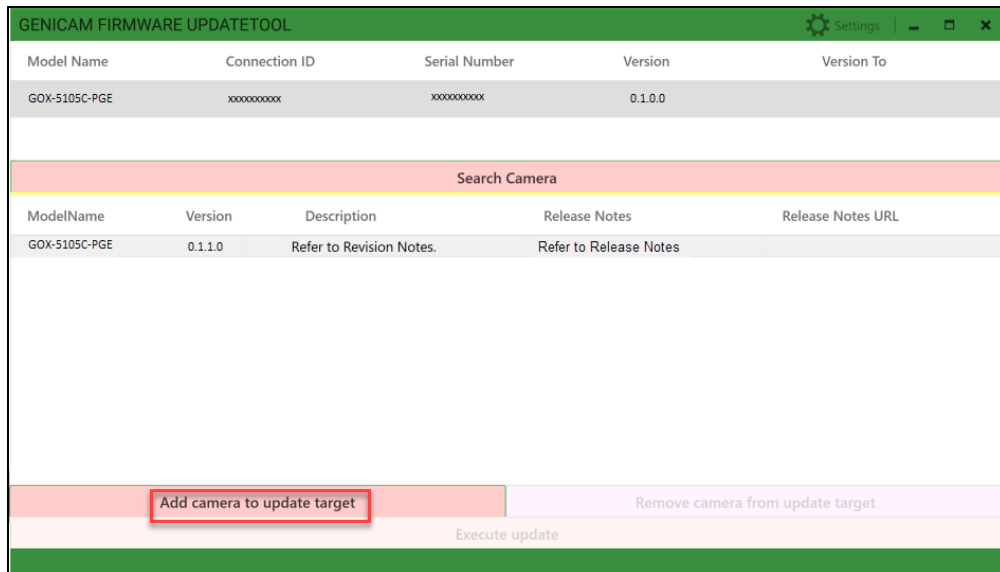 GENICAM FIRMWARE UPDATETOOL Settings
Model Name Connection ID Serial Number Version Version To
GOX-5105C-PGE xxxxxxxxxx xxxxxxxxxx 0.1.0.0
Search Camera
ModelName Version Description Release Notes Release Notes URL
GOX-5105C-PGE 0.1.1.0 Refer to Revision Notes. Refer to Release Notes
Add camera to update target Remove camera from update target
Execute update